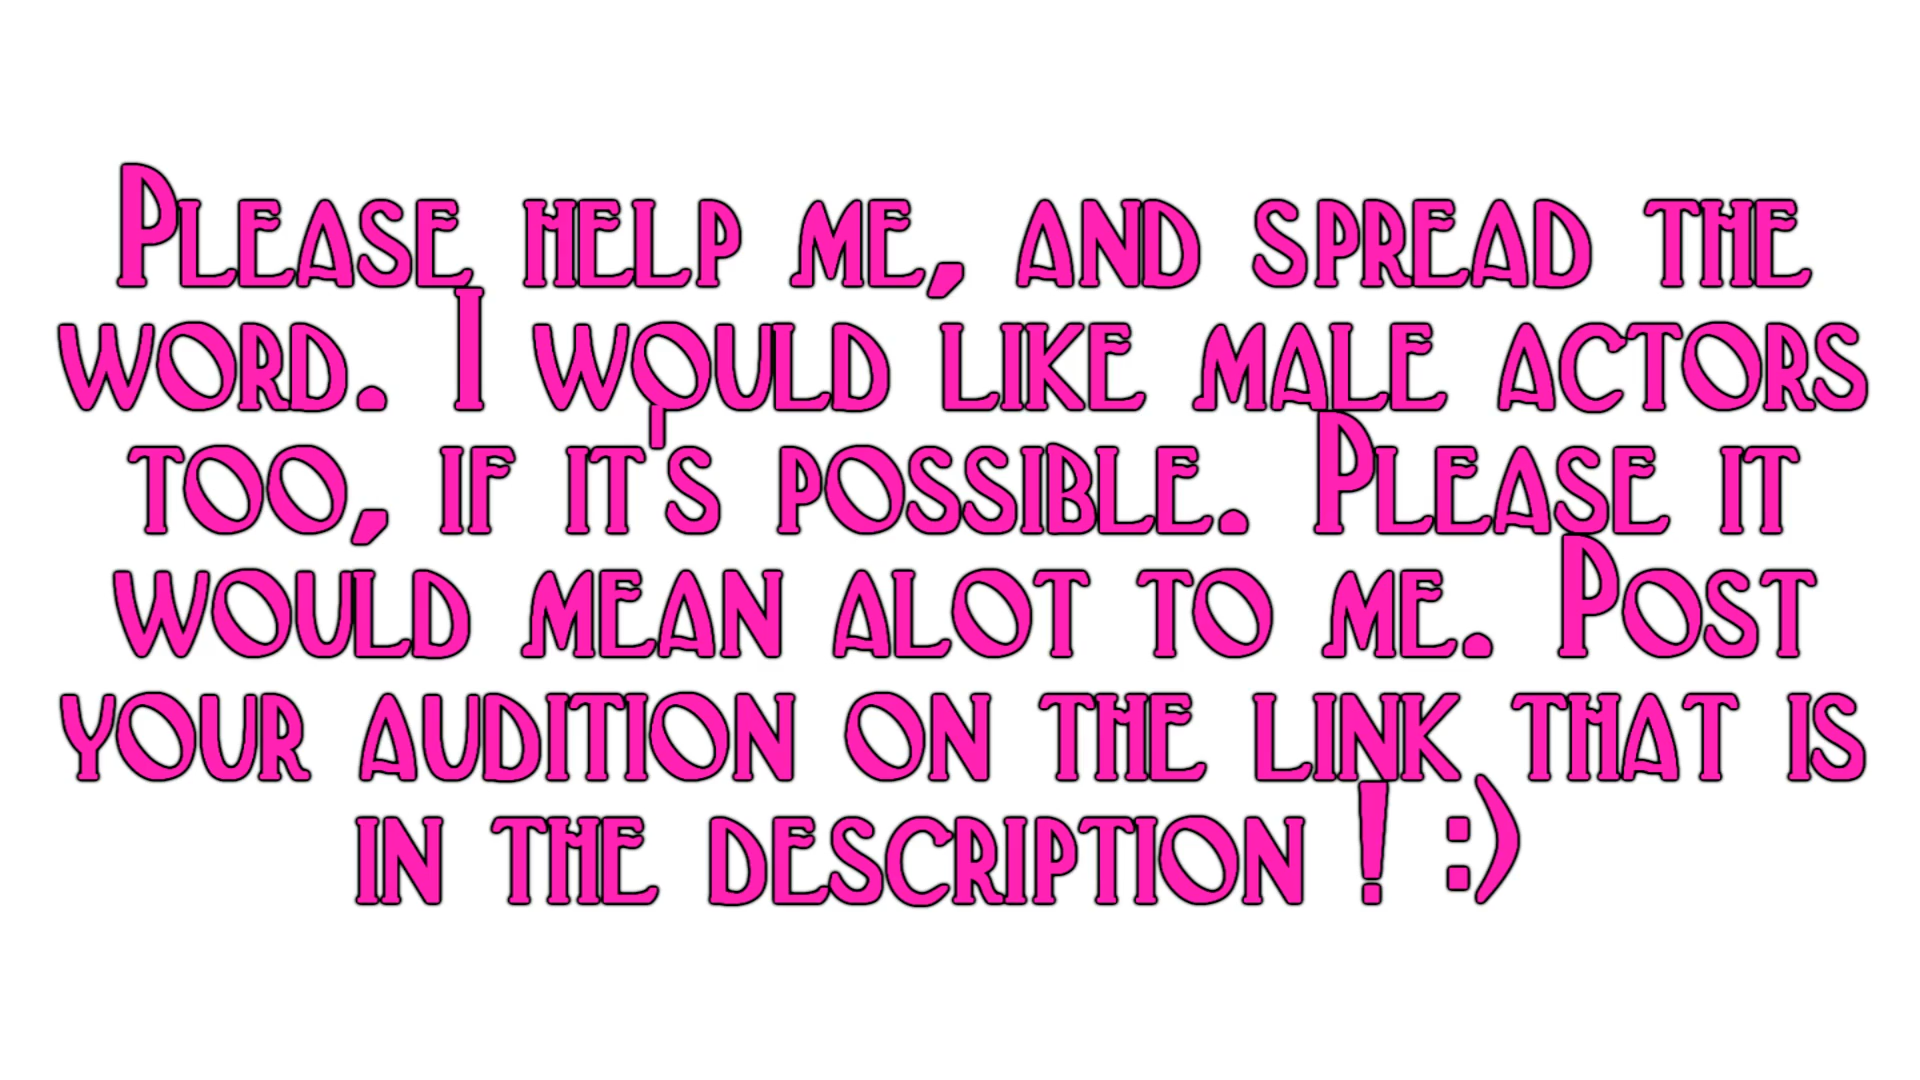 Please help me, and spread the
word. I would like male actors
too, if it's possible. Please it
would mean alot to me. Post
your audition on the link that is
in the description ! :)